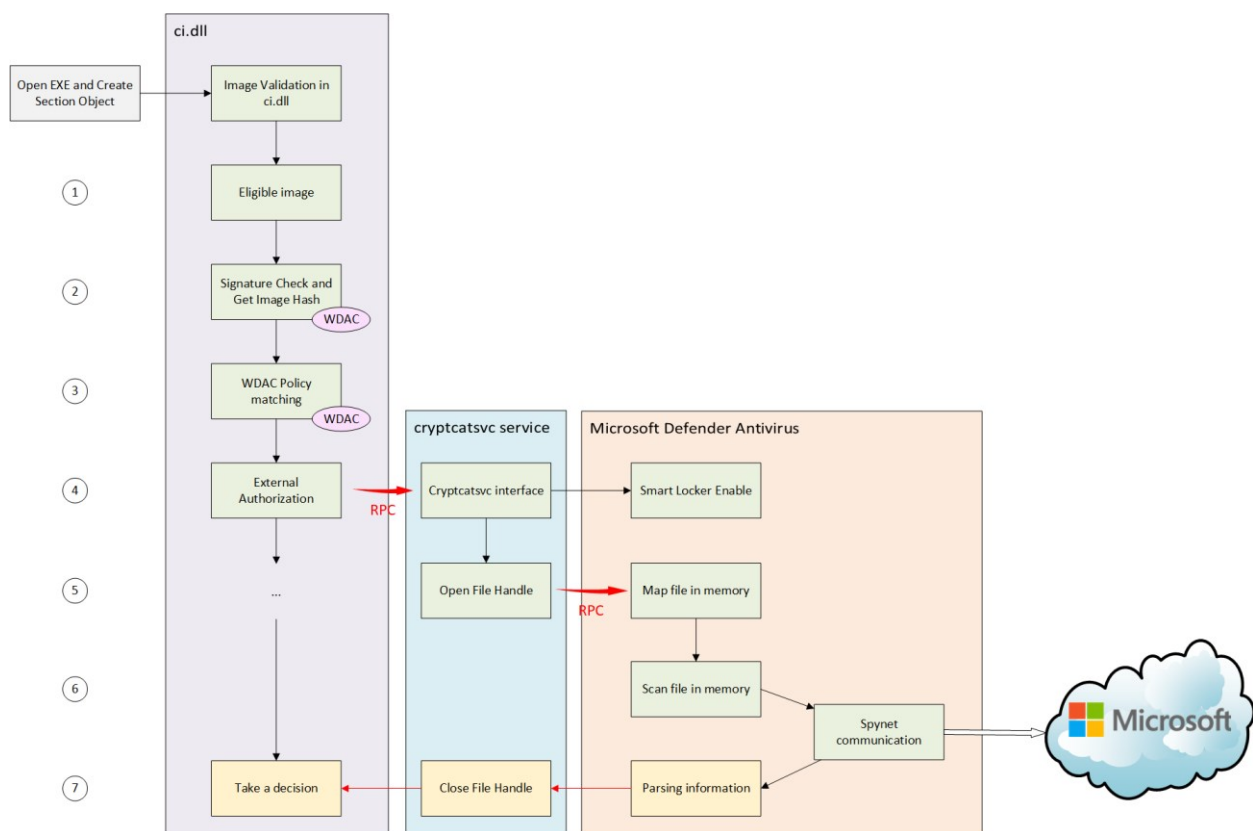 ci.dll
Open EXE and Create
Section Object
Image Validation in
ci.dll
1
Eligible image
2
Signature Check and
Get Image Hash
WDAC
3
WDAC Policy
matching
WDAC
cryptcatsvc service
Microsoft Defender Antivirus
4
External
Authorization
RPC
Cryptcatsvc interface
Smart Locker Enable
5
...
Open File Handle
RPC
Map file in memory
6
Scan file in memory
Spynet
communication
Microsoft
7
Take a decision
Close File Handle
Parsing information